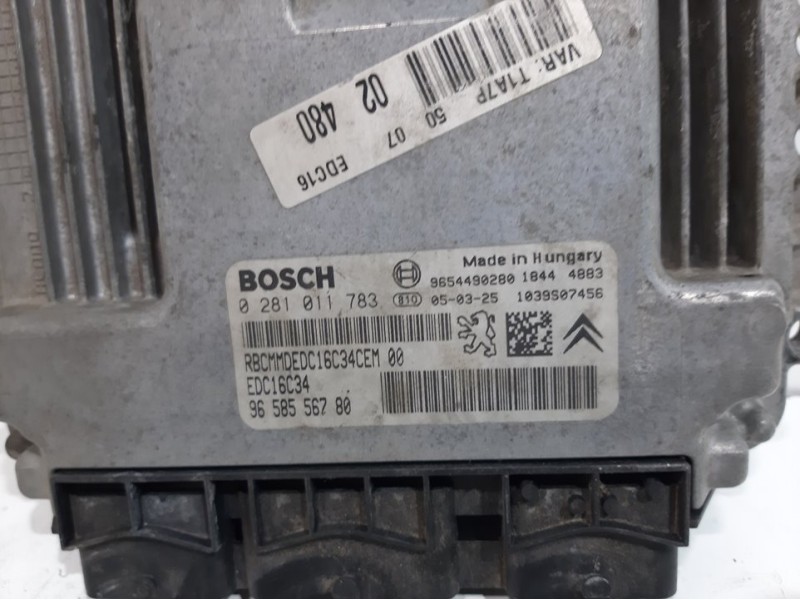 VAR: T1A7P
50 07
02 480
EDC16
BOSCH
Made in Hungary
9654490280 1844 4883
0 281 011 783 810 05-03-25 1039S07456
RBCMMDEDC16C34CEM 00
EDC16C34
96 585 567 80